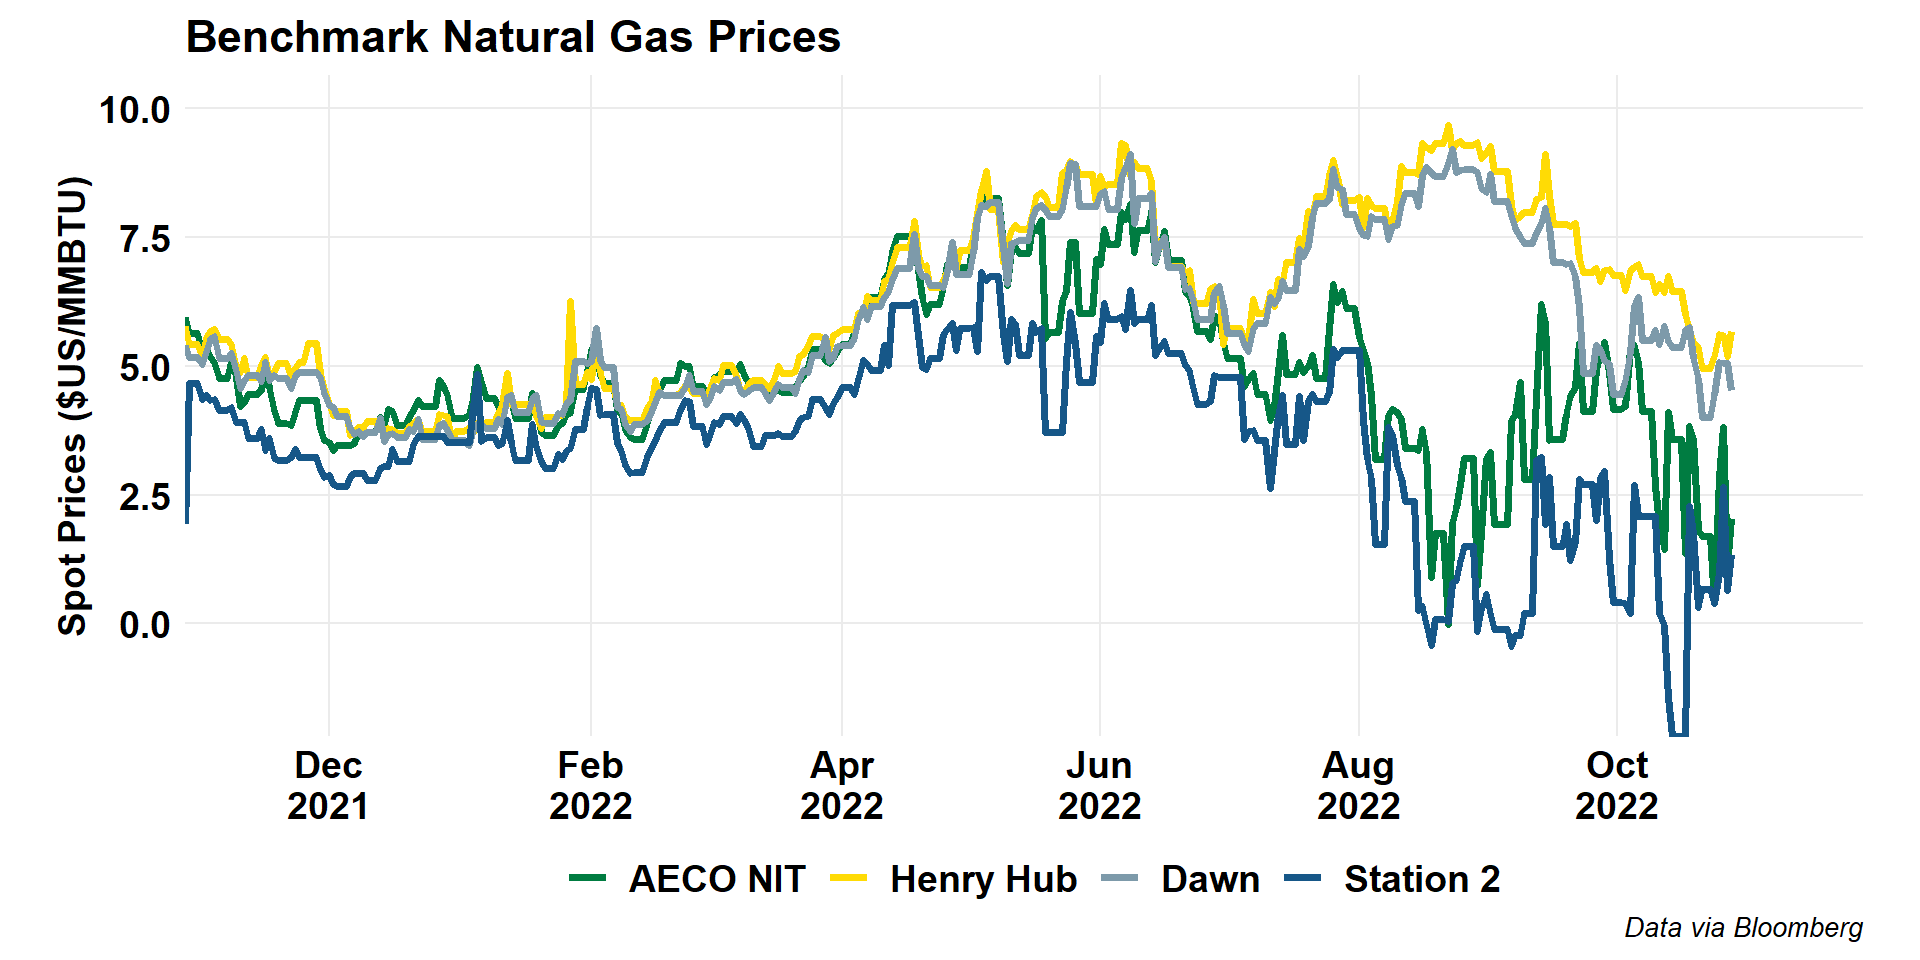 Benchmark Natural Gas Prices
Spot Prices ($US/MMBTU)
10.0
7.5
5.0
2.5
0.0
Dec Feb Apr Jun Aug Oct
2021 2022 2022 2022 2022 2022
AECO NIT Henry Hub Dawn Station 2
Data via Bloomberg